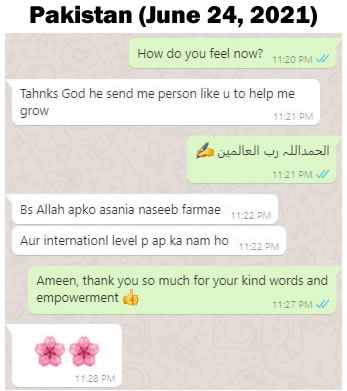 Pakistan (June 24, 2021)
How do you feel now?
11:20 PM
Tahnks God he send me person like u to help me
grow
11:21 PM
الحمداللہ رب العالمین ✍️
11:21 PM
Bs Allah apko asania naseeb farmae
11:22 PM
Aur internationl level p ap ka nam ho
11:22 PM
Ameen, thank you so much for your kind words and
empowerment 👍
11:27 PM
🌸🌸
11:28 PM